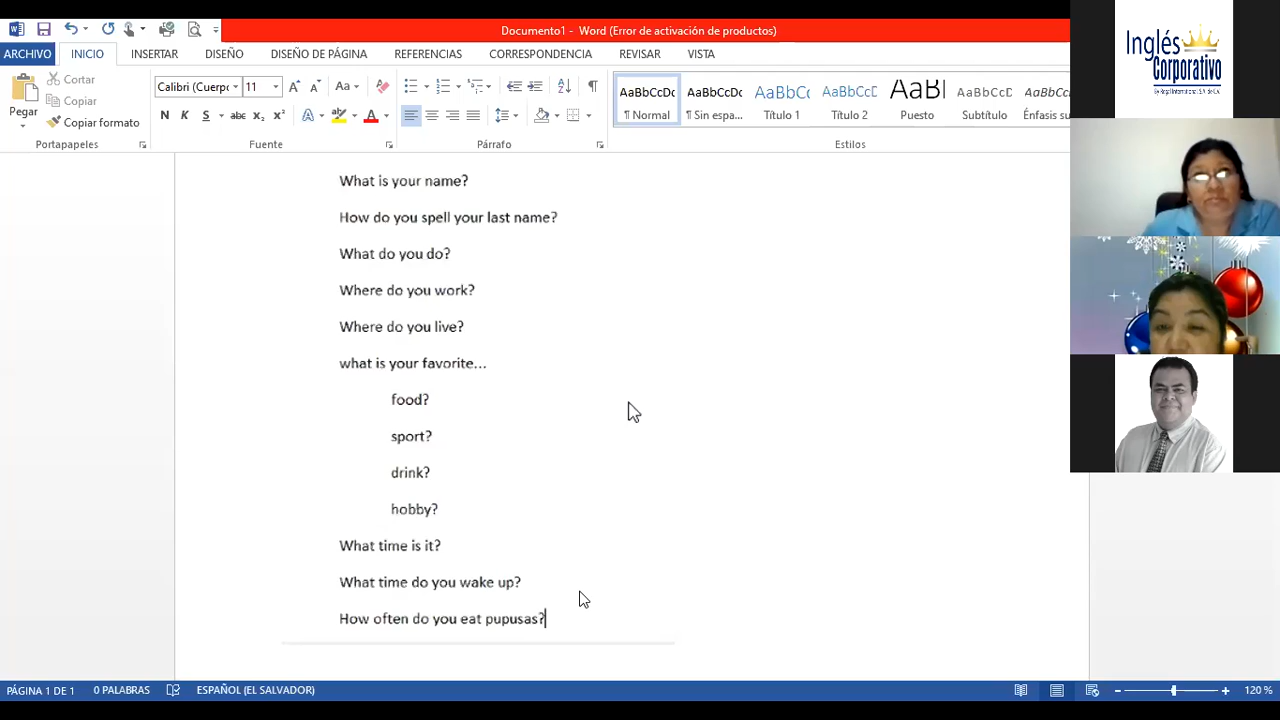 Documento1 - Word (Error de activación de productos)
ARCHIVO INICIO INSERTAR DISEÑO DISEÑO DE PÁGINA REFERENCIAS CORRESPONDENCIA REVISAR VISTA
Pegar
Cortar
Copiar
Copiar formato
Portapapeles
Calibri (Cuerpo 11
Fuente
Párrafo
AaBbCcDc AaBbCcDc AaBbCc AaBbCcD AaBl AaBbCcD AaBbCcDc
¶ Normal ¶ Sin espa... Título 1 Título 2 Puesto Subtítulo Énfasis su
Estilos
Inglés
Corporativo
What is your name?
How do you spell your last name?
What do you do?
Where do you work?
Where do you live?
what is your favorite...
food?
sport?
drink?
hobby?
What time is it?
What time do you wake up?
How often do you eat pupusas?
PÁGINA 1 DE 1 0 PALABRAS ESPAÑOL (EL SALVADOR) 120 %